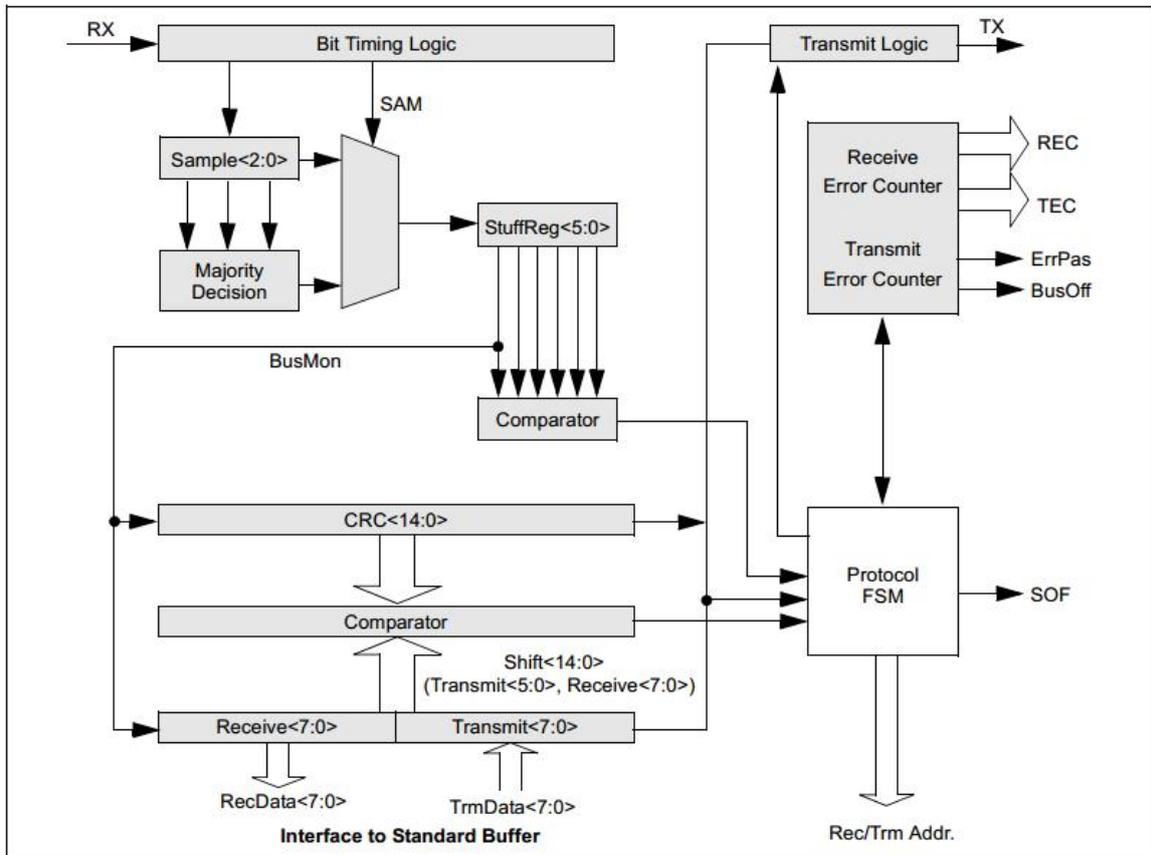 RX
Bit Timing Logic
Transmit Logic
TX
SAM
Sample<2:0>
Receive
Error Counter
REC
TEC
StuffReg<5:0>
Majority
Decision
Transmit
Error Counter
ErrPas
BusOff
BusMon
Comparator
CRC<14:0>
Protocol
FSM
SOF
Comparator
Shift<14:0>
(Transmit<5:0>, Receive<7:0>)
Receive<7:0>
Transmit<7:0>
RecData<7:0>
TrmData<7:0>
Interface to Standard Buffer
Rec/Trm Addr.